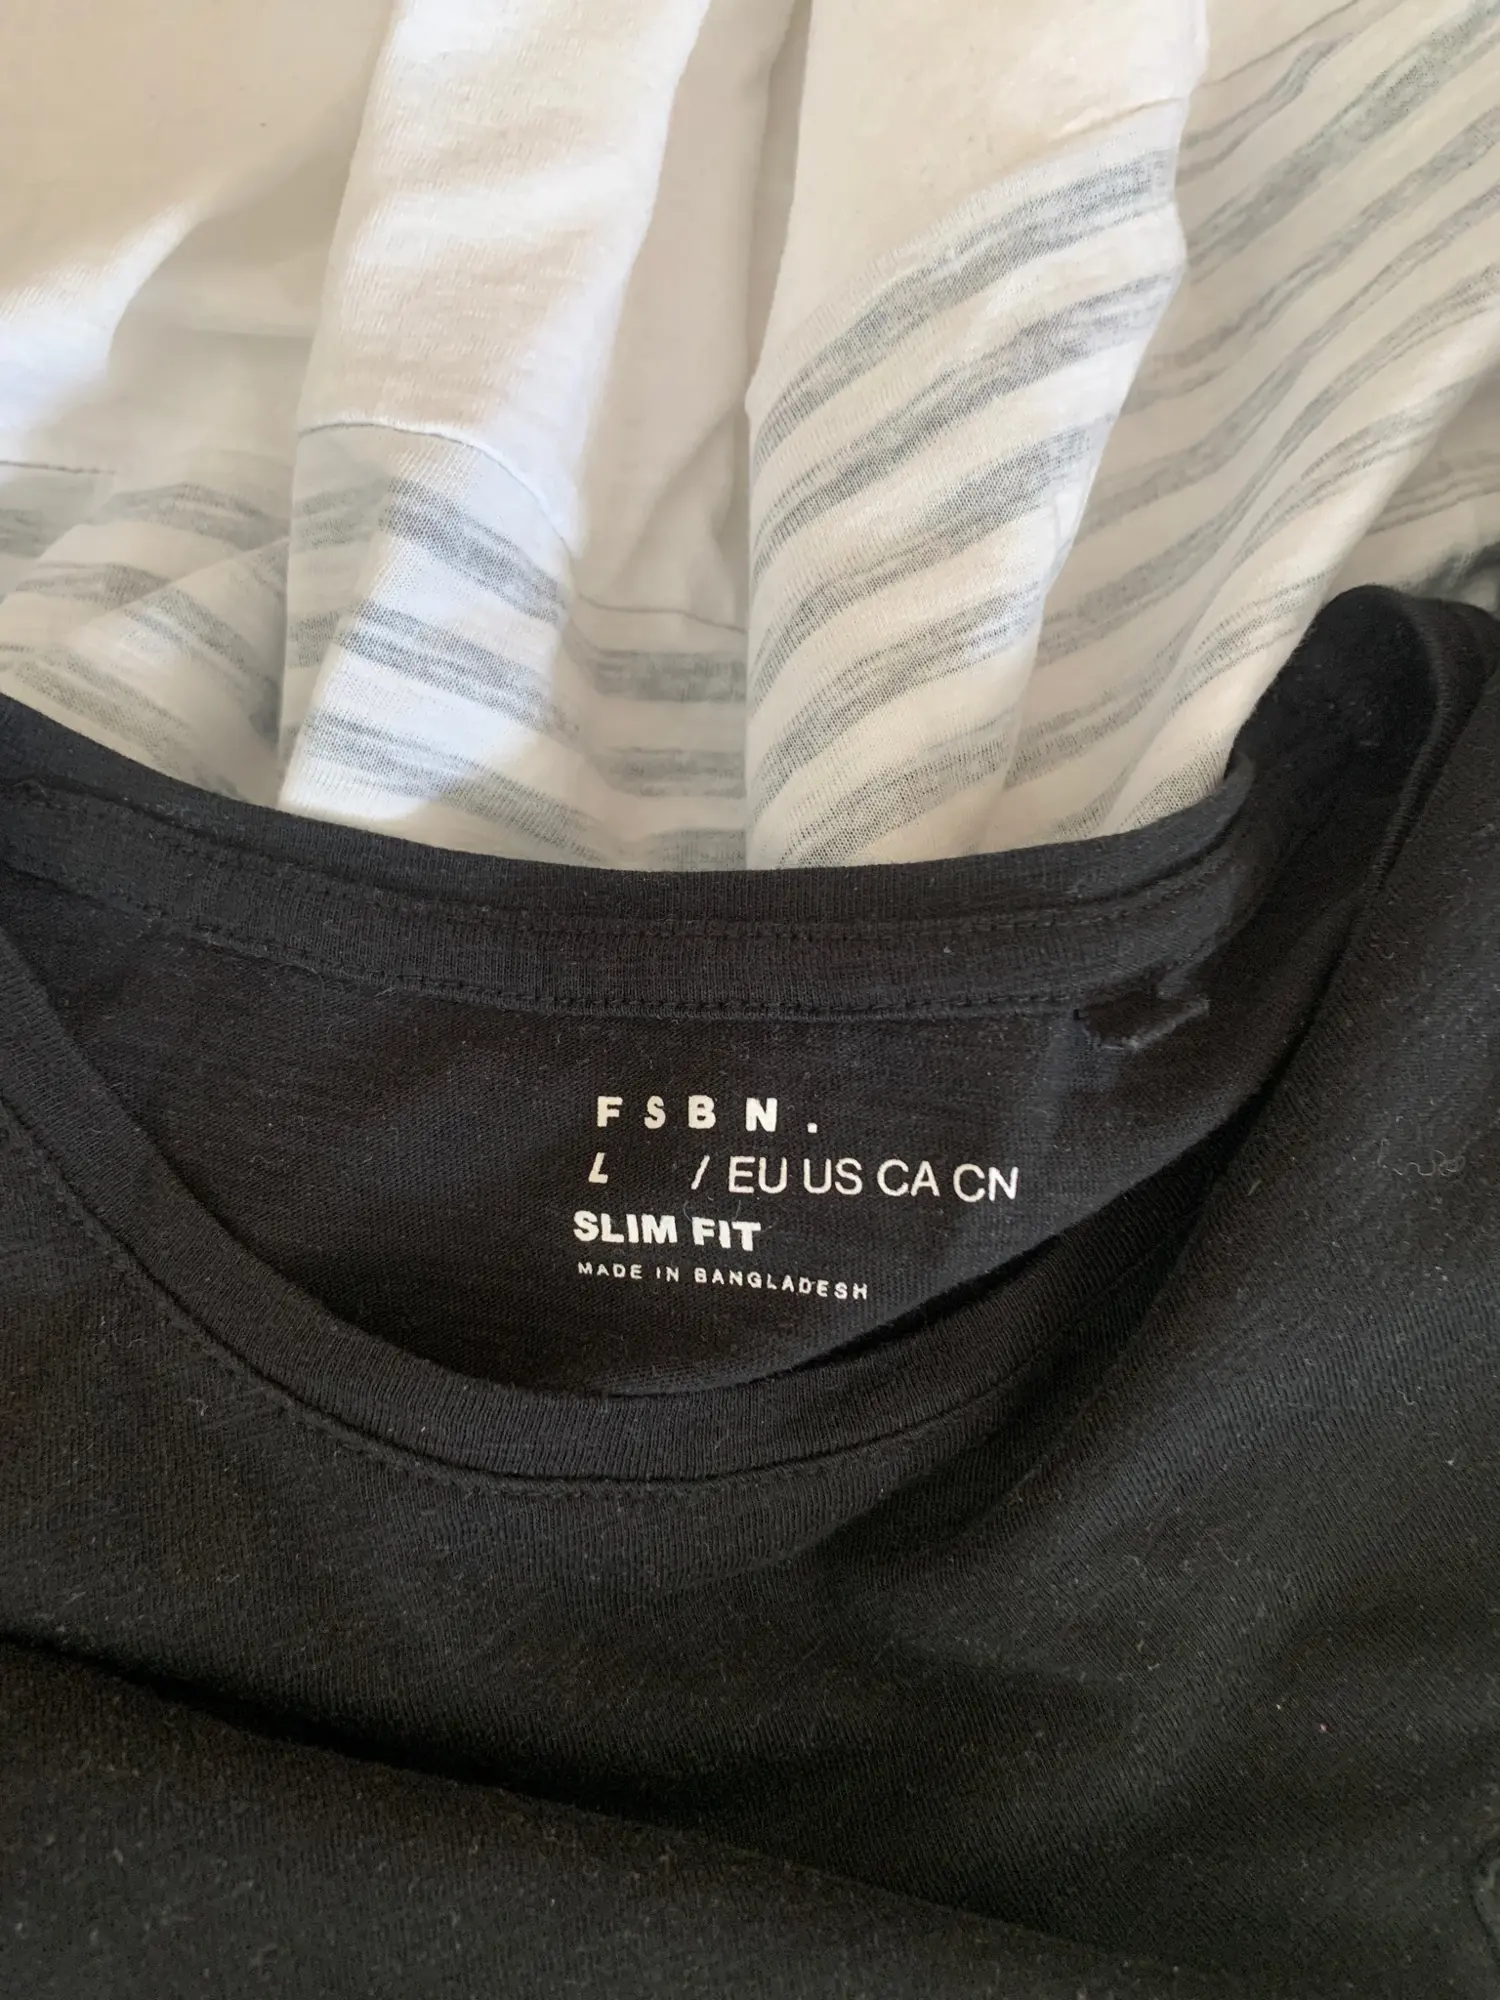 FSBN.
L / EU US CA CN
SLIM FIT
MADE IN BANGLADESH